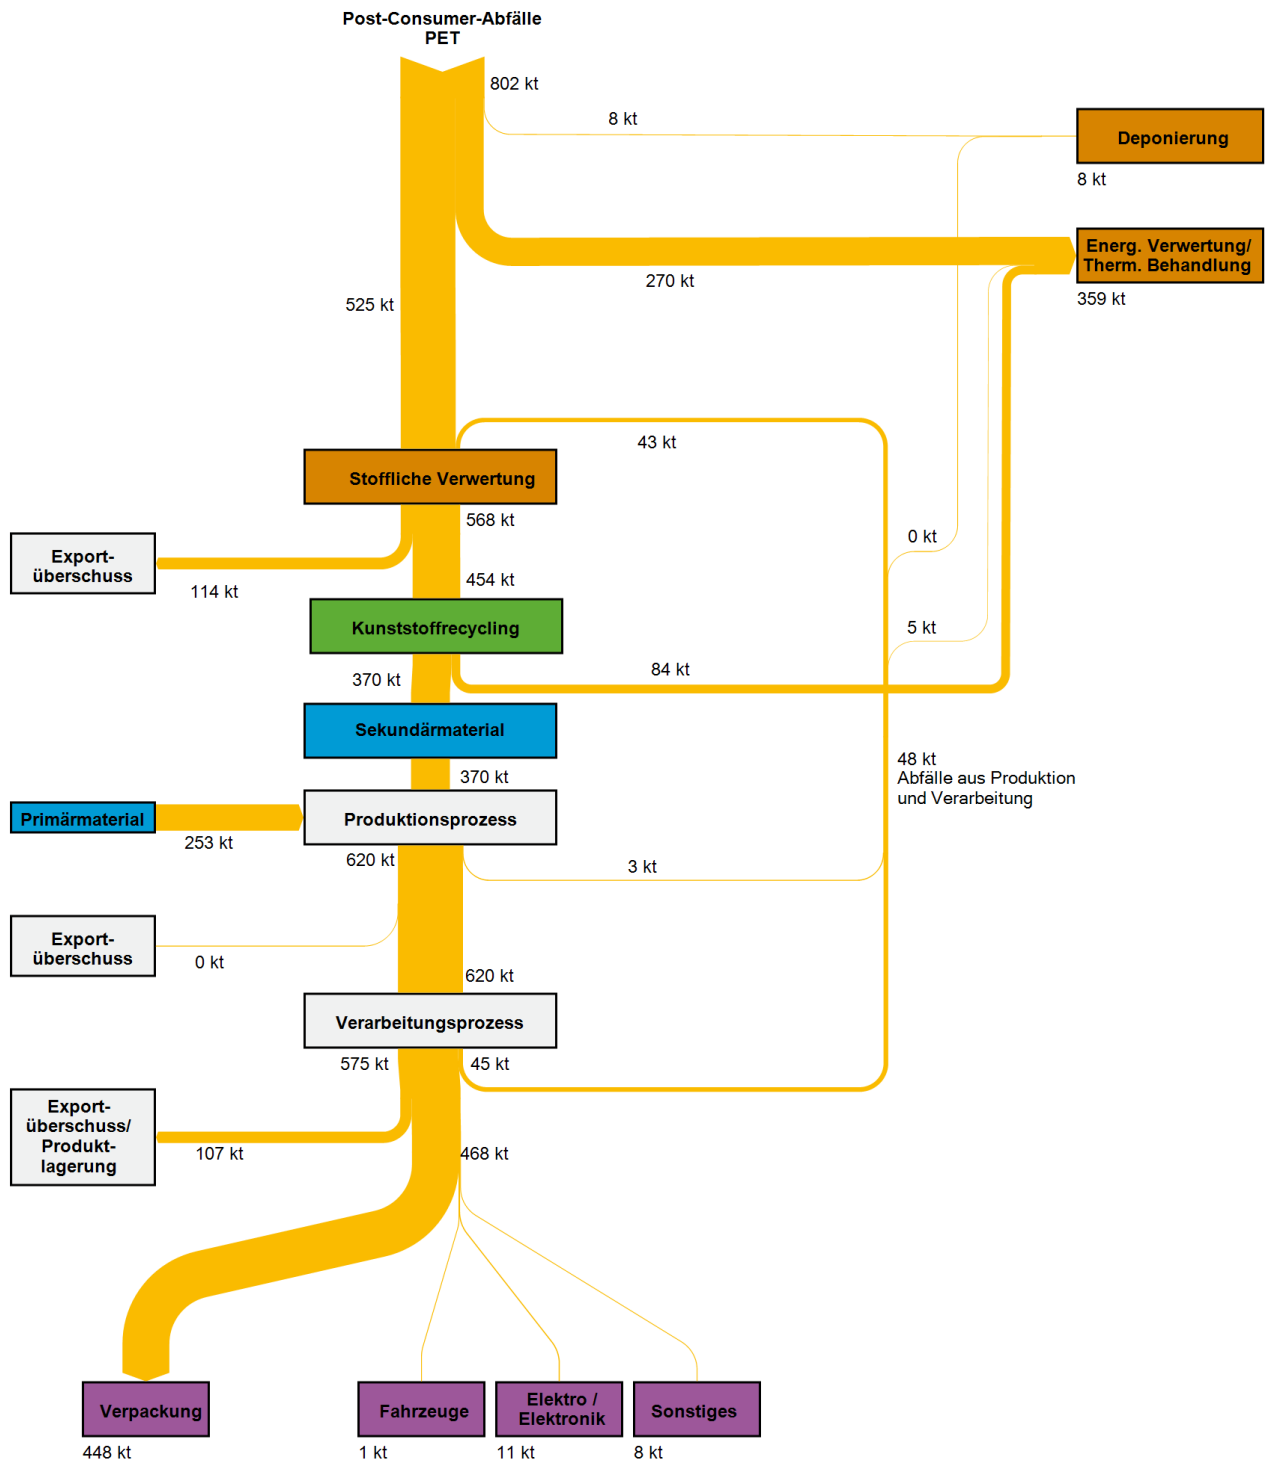 Post-Consumer-Abfälle
PET
802 kt
8 kt
Deponierung
8 kt
Energ. Verwertung/
Therm. Behandlung
270 kt
359 kt
525 kt
43 kt
Stoffliche Verwertung
568 kt
0 kt
Export-
überschuss
454 kt
114 kt
Kunststoffrecycling
5 kt
370 kt
84 kt
Sekundärmaterial
48 kt
Abfälle aus Produktion
und Verarbeitung
370 kt
Primärmaterial
Produktionsprozess
253 kt
620 kt
3 kt
Export-
überschuss
0 kt
620 kt
Verarbeitungsprozess
575 kt
45 kt
Export-
überschuss/
Produkt-
lagerung
107 kt
468 kt
Verpackung
Fahrzeuge
Elektro /
Elektronik
Sonstiges
448 kt
1 kt
11 kt
8 kt